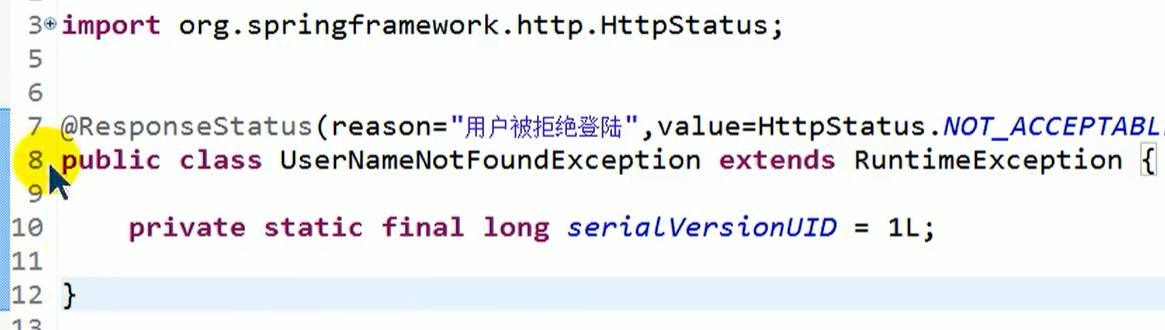 3 import org.springframework.http.HttpStatus;
5
6
7 @ResponseStatus(reason="用户被拒绝登陆",value=HttpStatus.NOT_ACCEPTABL
8 public class UserNameNotFoundException extends RuntimeException {
9
10 private static final long serialVersionUID = 1L;
11
12 }
13